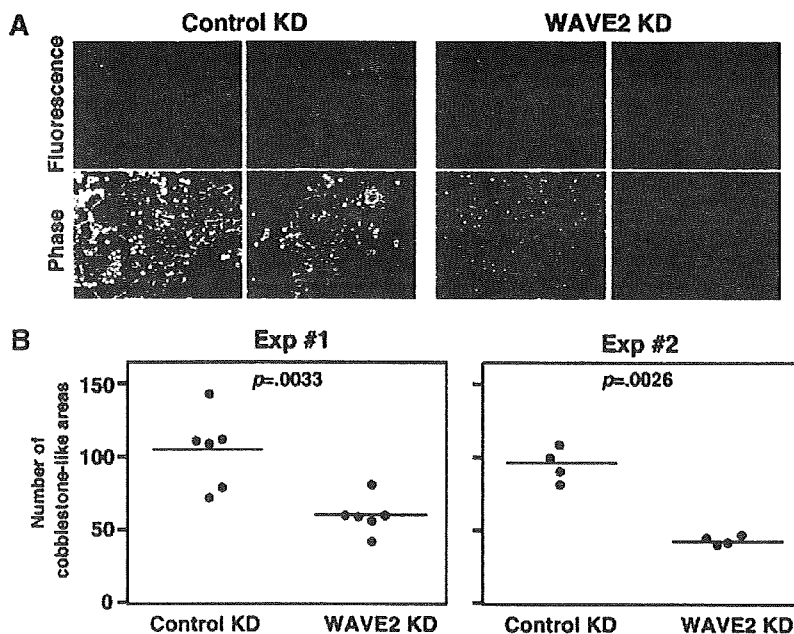 A
Control KD
WAVE2 KD
Fluorescence
Phase
B
Exp #1
Exp #2
Number of
cobblestone-like areas
150
100
50
0
p=.0033
p=.0026
Control KD
WAVE2 KD
Control KD
WAVE2 KD